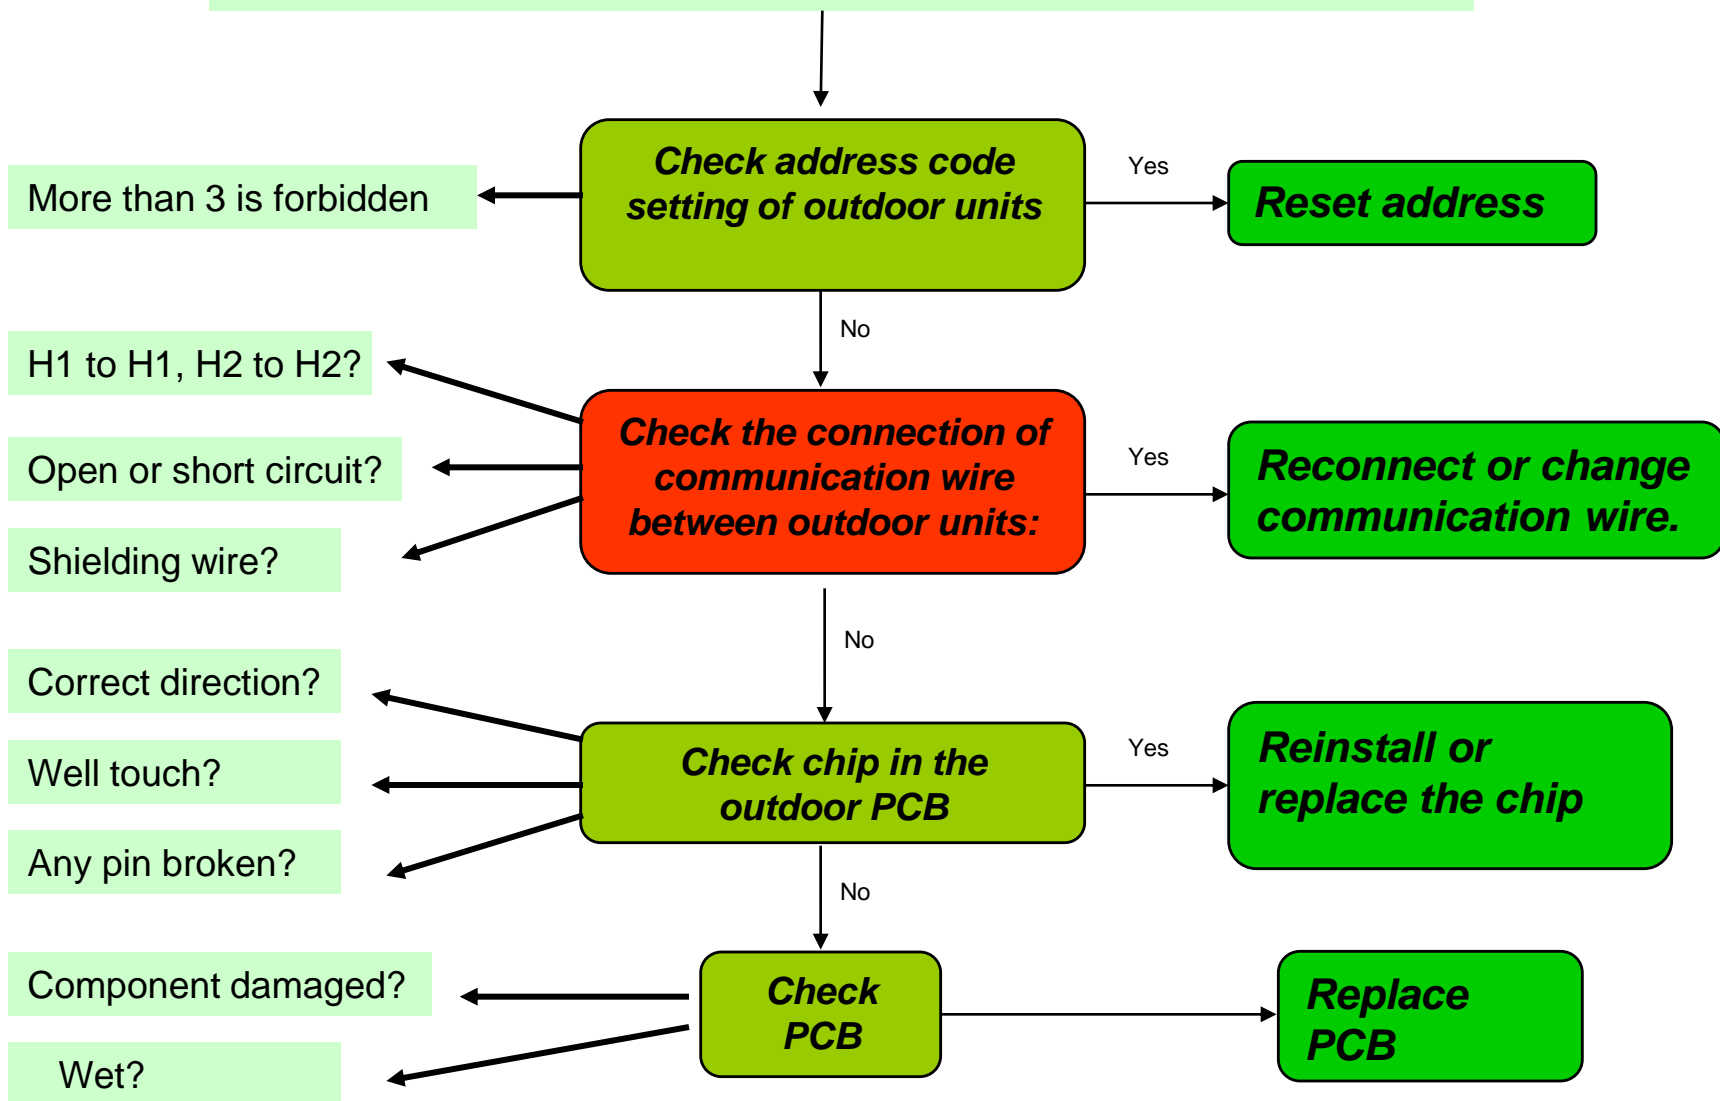 Check address code
setting of outdoor units
Yes
Reset address
More than 3 is forbidden
No
H1 to H1, H2 to H2?
Open or short circuit?
Shielding wire?
Check the connection of
communication wire
between outdoor units:
Yes
Reconnect or change
communication wire.
No
Correct direction?
Well touch?
Any pin broken?
Check chip in the
outdoor PCB
Yes
Reinstall or
replace the chip
No
Component damaged?
Wet?
Check
PCB
Replace
PCB